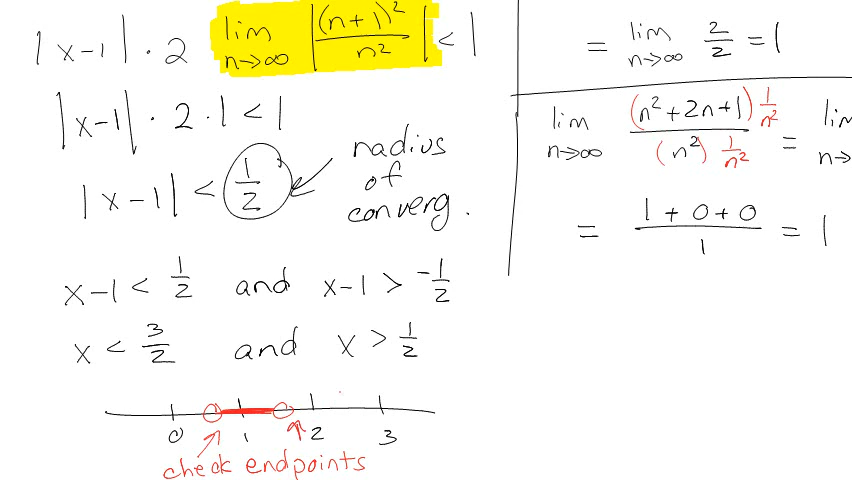 |x-1| · 2 lim n→∞ |(n+1)²/n²| < 1
|x-1| · 2 · 1 < 1
|x-1| < 1/2
radius
of
converg.
x-1 < 1/2 and x-1 > -1/2
x < 3/2 and x > 1/2
0 1 2 3
check endpoints
= lim n→∞ 2/2 = 1
lim n→∞ (n²+2n+1) 1/n² / (n²) 1/n² = lim n→
= 1+0+0/1 = 1